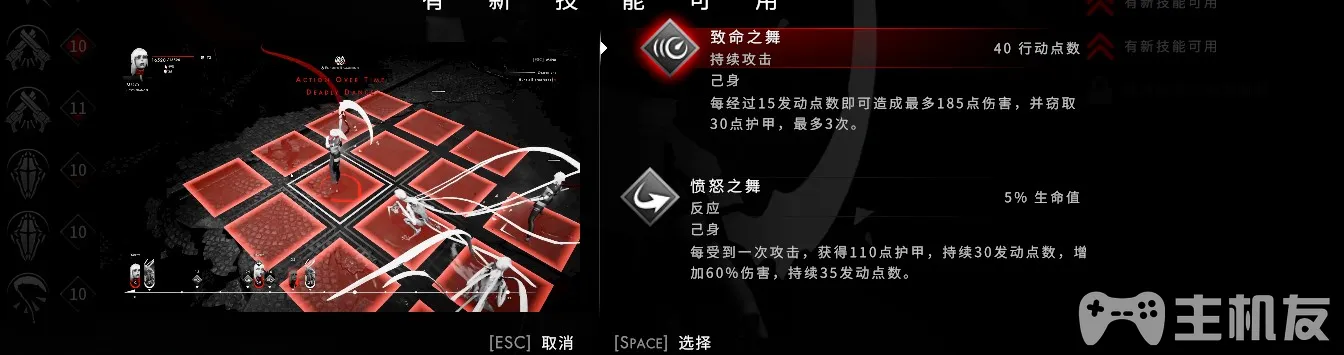 有新技能可用
致命之舞
40 行动点数
持续攻击
己身
每经过15发动点数即可造成最多185点伤害，并窃取
30点护甲，最多3次。
愤怒之舞
5% 生命值
反应
己身
每受到一次攻击，获得110点护甲，持续30发动点数，增
加60%伤害，持续35发动点数。
有新技能可用
有新技能可用
10
11
10
10
10
ACTION OVER TIME
DEADLY DANCE
[ESC] 取消
[SPACE] 选择
主机友